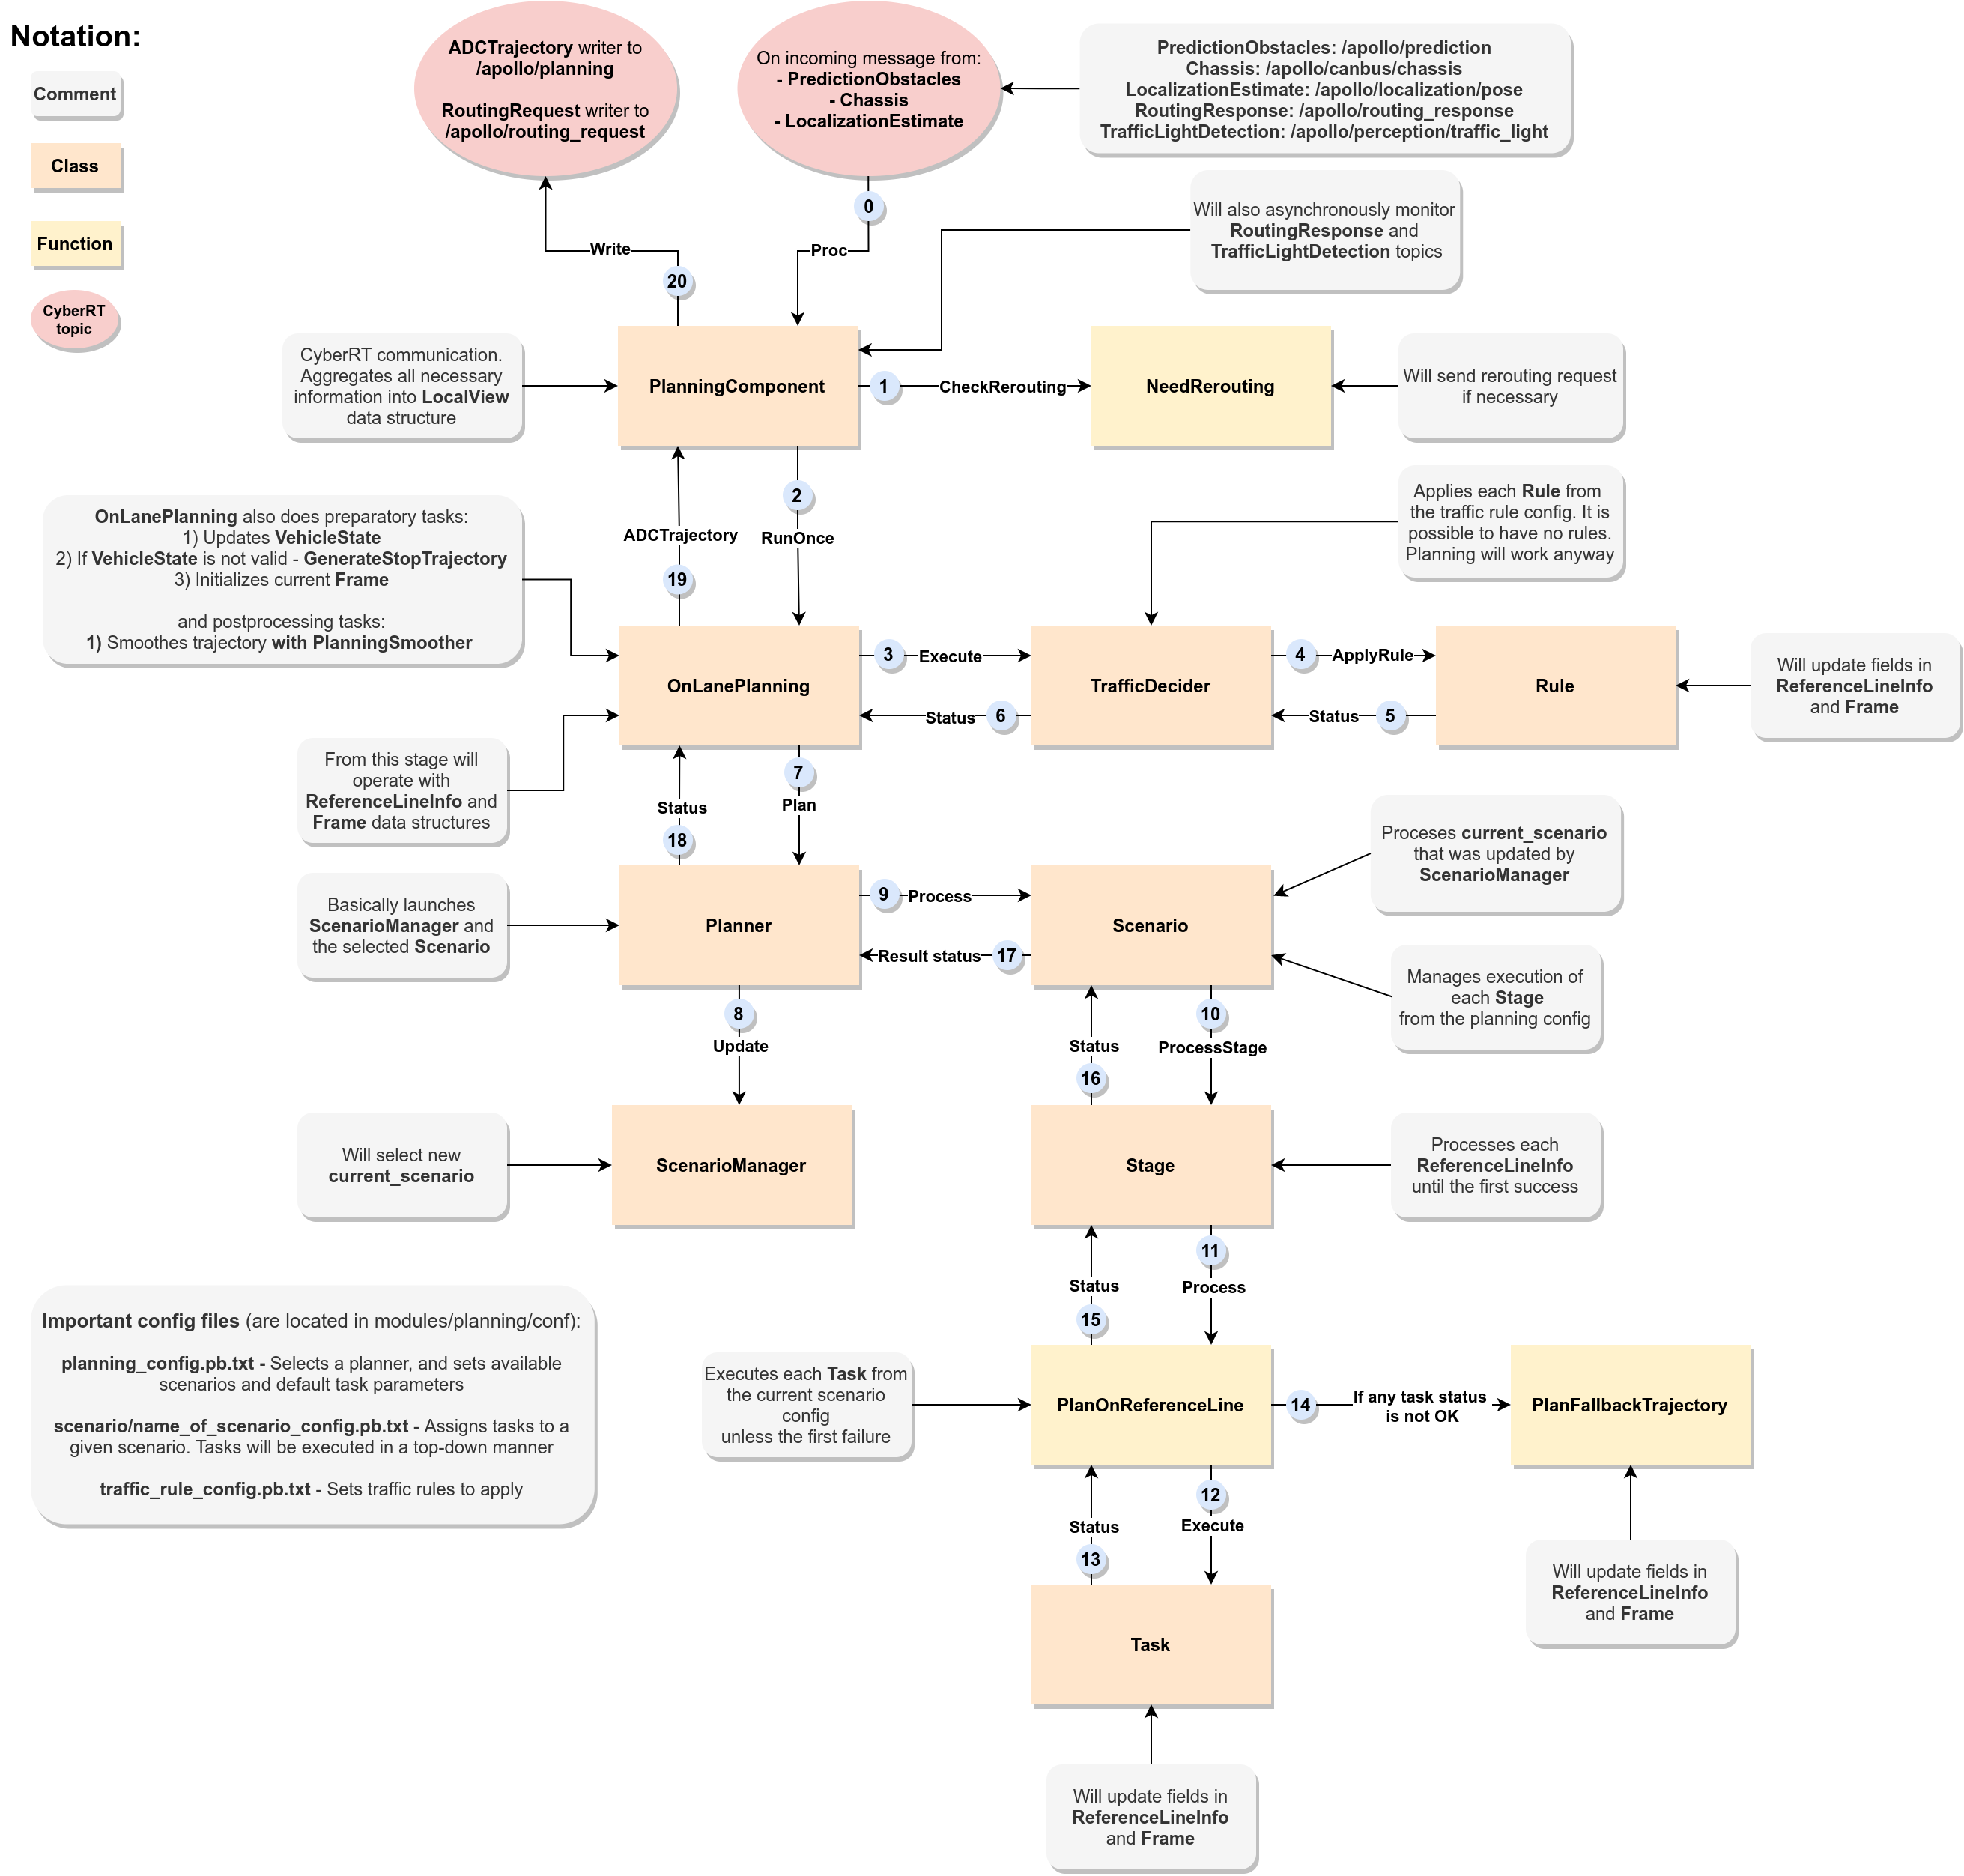 Notation:
Comment
Class
Function
CyberRT
topic
ADCTrajectory writer to
/apollo/planning
RoutingRequest writer to
/apollo/routing_request
On incoming message from:
- PredictionObstacles
- Chassis
- LocalizationEstimate
PredictionObstacles: /apollo/prediction
Chassis: /apollo/canbus/chassis
LocalizationEstimate: /apollo/localization/pose
RoutingResponse: /apollo/routing_response
TrafficLightDetection: /apollo/perception/traffic_light
0
Proc
Write
20
Will also asynchronously monitor
RoutingResponse and
TrafficLightDetection topics
CyberRT communication.
Aggregates all necessary
information into LocalView
data structure
PlanningComponent
1
CheckRerouting
NeedRerouting
Will send rerouting request
if necessary
2
RunOnce
ADCTrajectory
19
Applies each Rule from
the traffic rule config. It is
possible to have no rules.
Planning will work anyway
OnLanePlanning also does preparatory tasks:
1) Updates VehicleState
2) If VehicleState is not valid - GenerateStopTrajectory
3) Initializes current Frame
and postprocessing tasks:
1) Smoothes trajectory with PlanningSmoother
OnLanePlanning
3
Execute
Status
6
TrafficDecider
4
ApplyRule
Status
5
Rule
Will update fields in
ReferenceLineInfo
and Frame
From this stage will
operate with
ReferenceLineInfo and
Frame data structures
7
Plan
Status
18
Proceses current_scenario
that was updated by
ScenarioManager
Basically launches
ScenarioManager and
the selected Scenario
Planner
9
Process
Result status
17
Scenario
Manages execution of
each Stage
from the planning config
8
Update
10
ProcessStage
Status
16
Will select new
current_scenario
ScenarioManager
Stage
Processes each
ReferenceLineInfo
until the first success
11
Process
Status
15
Important config files (are located in modules/planning/conf):
planning_config.pb.txt - Selects a planner, and sets available
scenarios and default task parameters
scenario/name_of_scenario_config.pb.txt - Assigns tasks to a
given scenario. Tasks will be executed in a top-down manner
traffic_rule_config.pb.txt - Sets traffic rules to apply
Executes each Task from
the current scenario
config
unless the first failure
PlanOnReferenceLine
14
If any task status
is not OK
PlanFallbackTrajectory
12
Execute
Status
13
Will update fields in
ReferenceLineInfo
and Frame
Task
Will update fields in
ReferenceLineInfo
and Frame